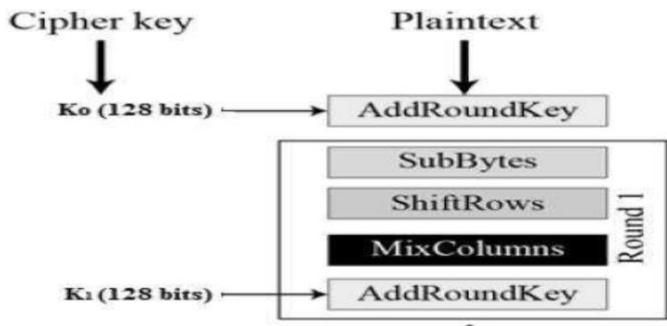 Cipher key Plaintext
K0 (128 bits) AddRoundKey
SubBytes
ShiftRows
MixColumns
Round 1
K1 (128 bits) AddRoundKey